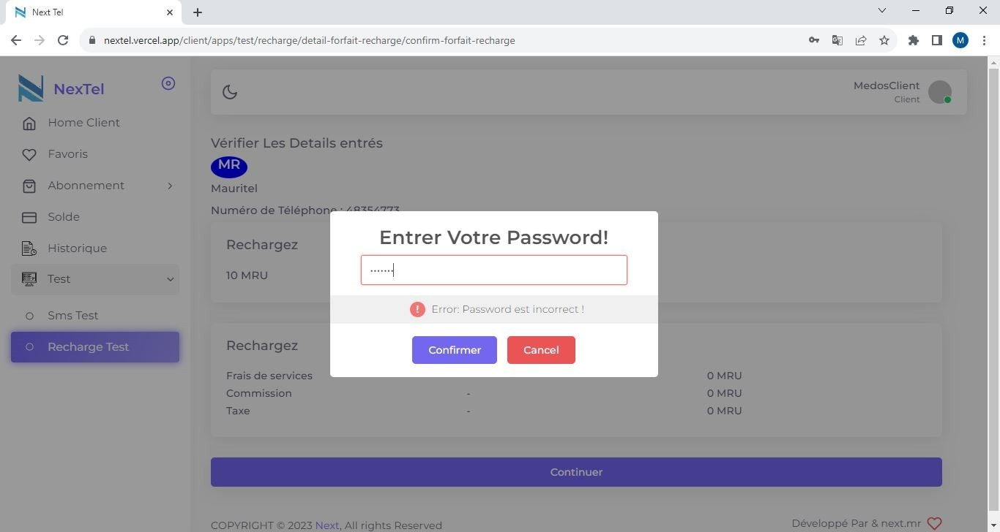 Next Tel
nextel.vercel.app/client/apps/test/recharge/detail-forfait-recharge/confirm-forfait-recharge
M
NexTel
MedosClient
Client
Home Client
Favoris
Abonnement
Solde
Historique
Test
Sms Test
Recharge Test
Vérifier Les Details entrés
MR
Mauritel
Numéro de Téléphone : 48354773
Rechargez
10 MRU
Entrer Votre Password!
.......
! Error: Password est incorrect !
Confirmer Cancel
Rechargez
Frais de services 0 MRU
Commission - 0 MRU
Taxe - 0 MRU
Continuer
COPYRIGHT © 2023 Next, All rights Reserved
Développé Par & next.mr